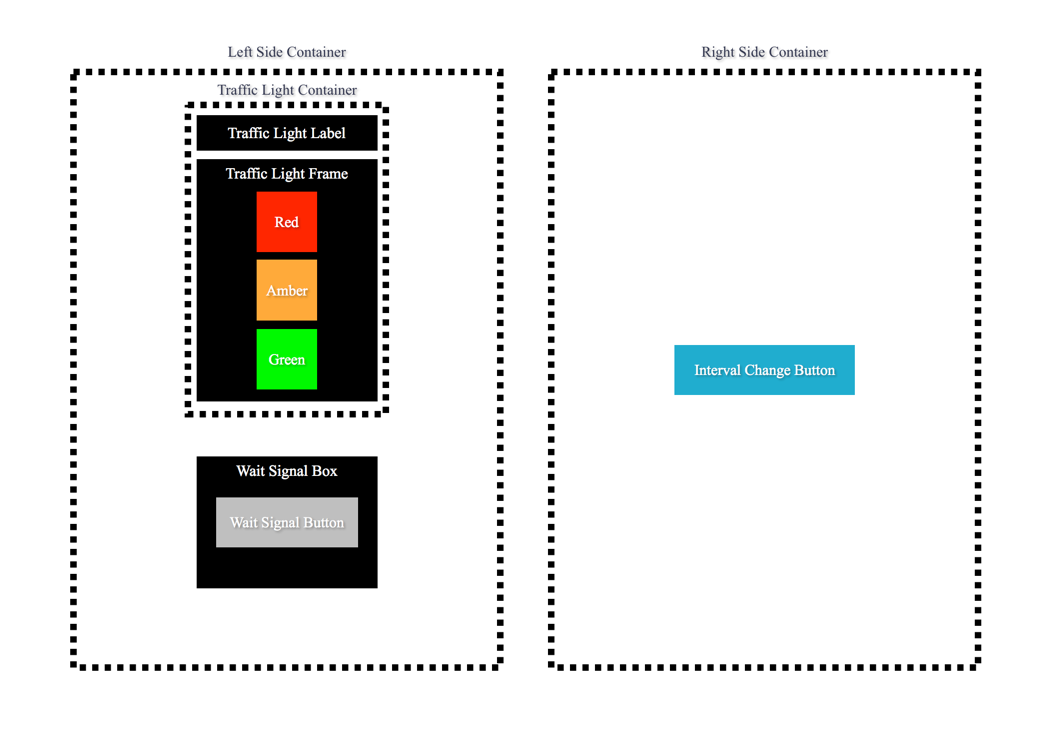 Left Side Container
Right Side Container
Traffic Light Container
Traffic Light Label
Traffic Light Frame
Red
Amber
Green
Interval Change Button
Wait Signal Box
Wait Signal Button